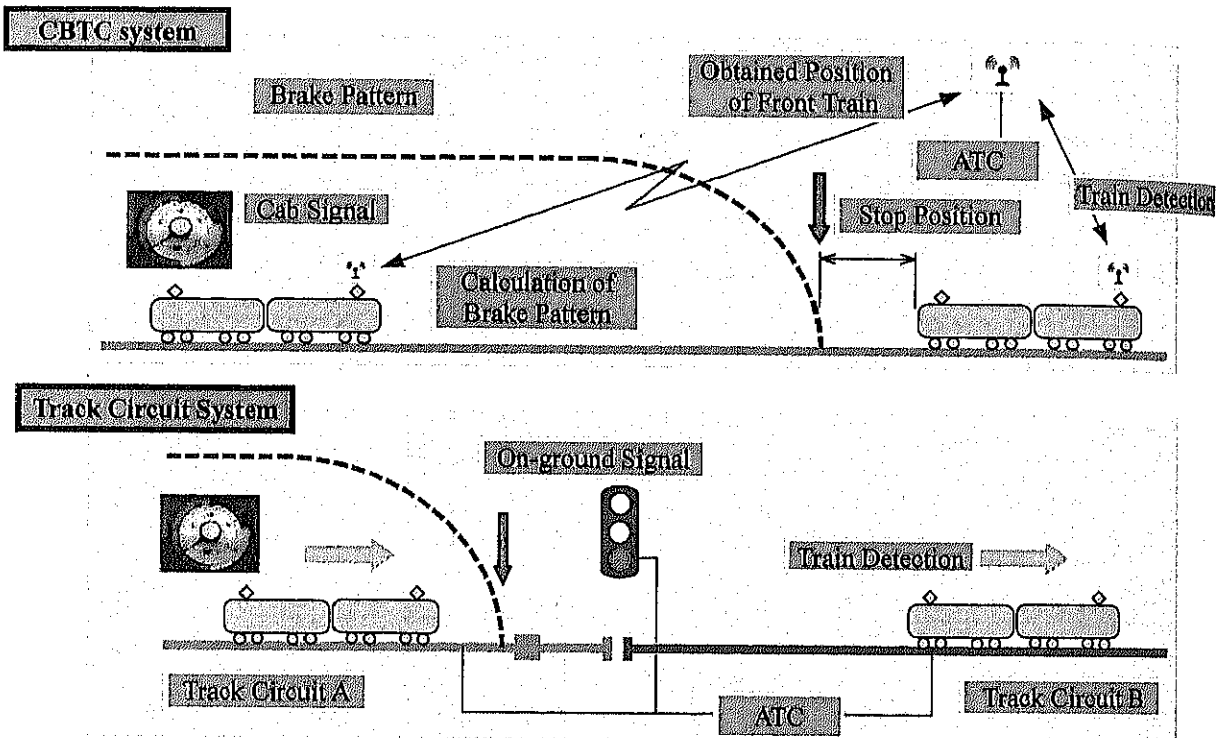 CBTC system
Brake Pattern
Obtained Position
of Front Train
ATC
Cab Signal
Stop Position
Train Detection
Calculation of
Brake Pattern
Track Circuit System
On-ground Signal
Train Detection
Track Circuit A
ATC
Track Circuit B